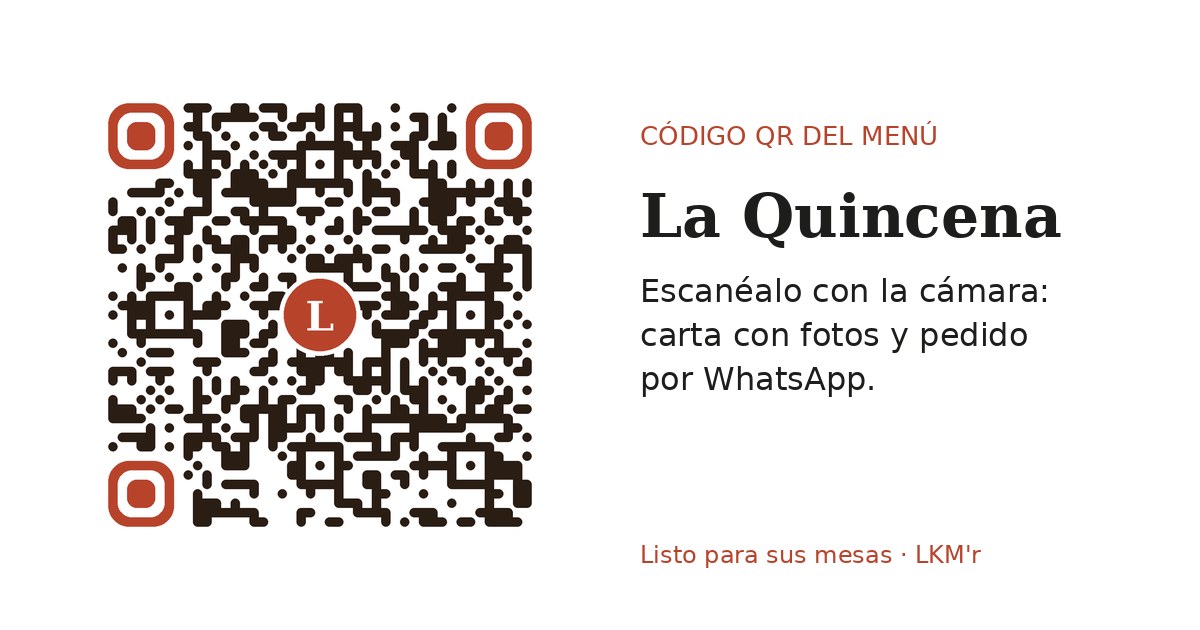 CÓDIGO QR DEL MENÚ
La Quincena
Escanéalo con la cámara:
carta con fotos y pedido
por WhatsApp.
L
Listo para sus mesas · LKM'r